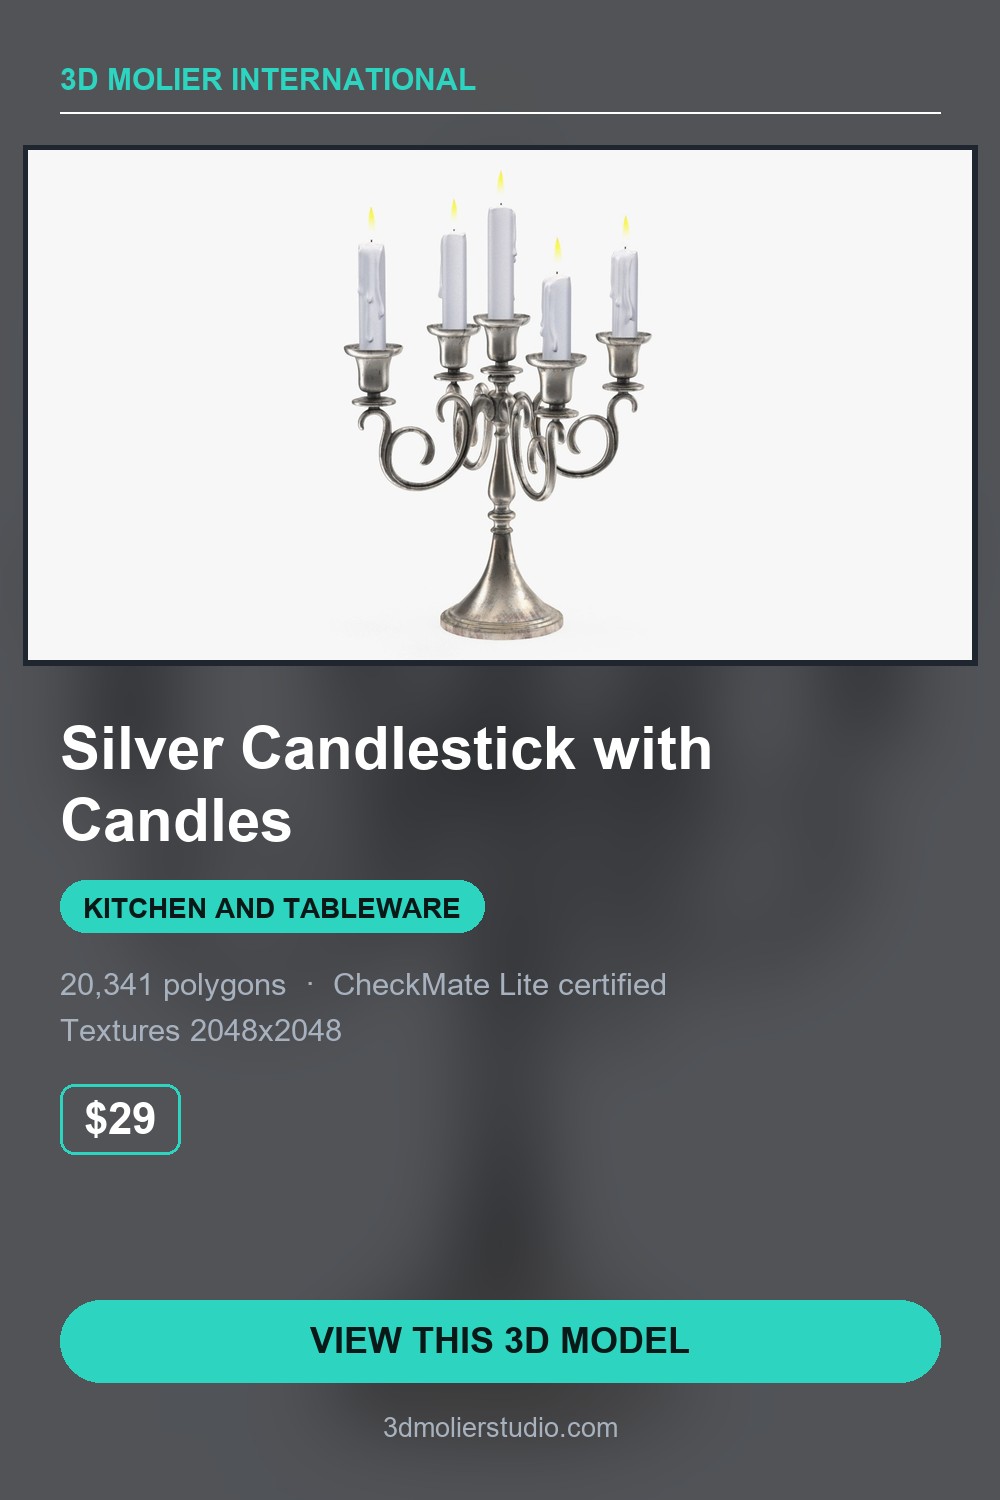 3D MOLIER INTERNATIONAL
Silver Candlestick with
Candles
KITCHEN AND TABLEWARE
20,341 polygons · CheckMate Lite certified
Textures 2048x2048
$29
VIEW THIS 3D MODEL
3dmolierstudio.com